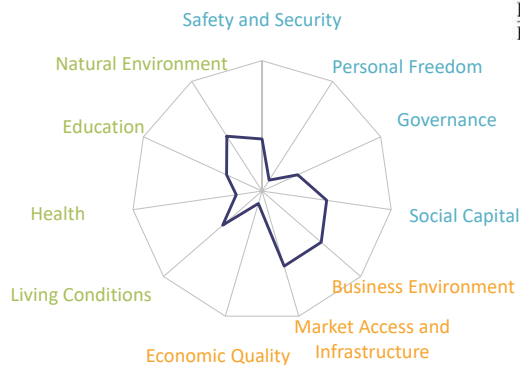 Safety and Security
Personal Freedom
Natural Environment
Governance
Education
Social Capital
Health
Business Environment
Living Conditions
Market Access and
Infrastructure
Economic Quality